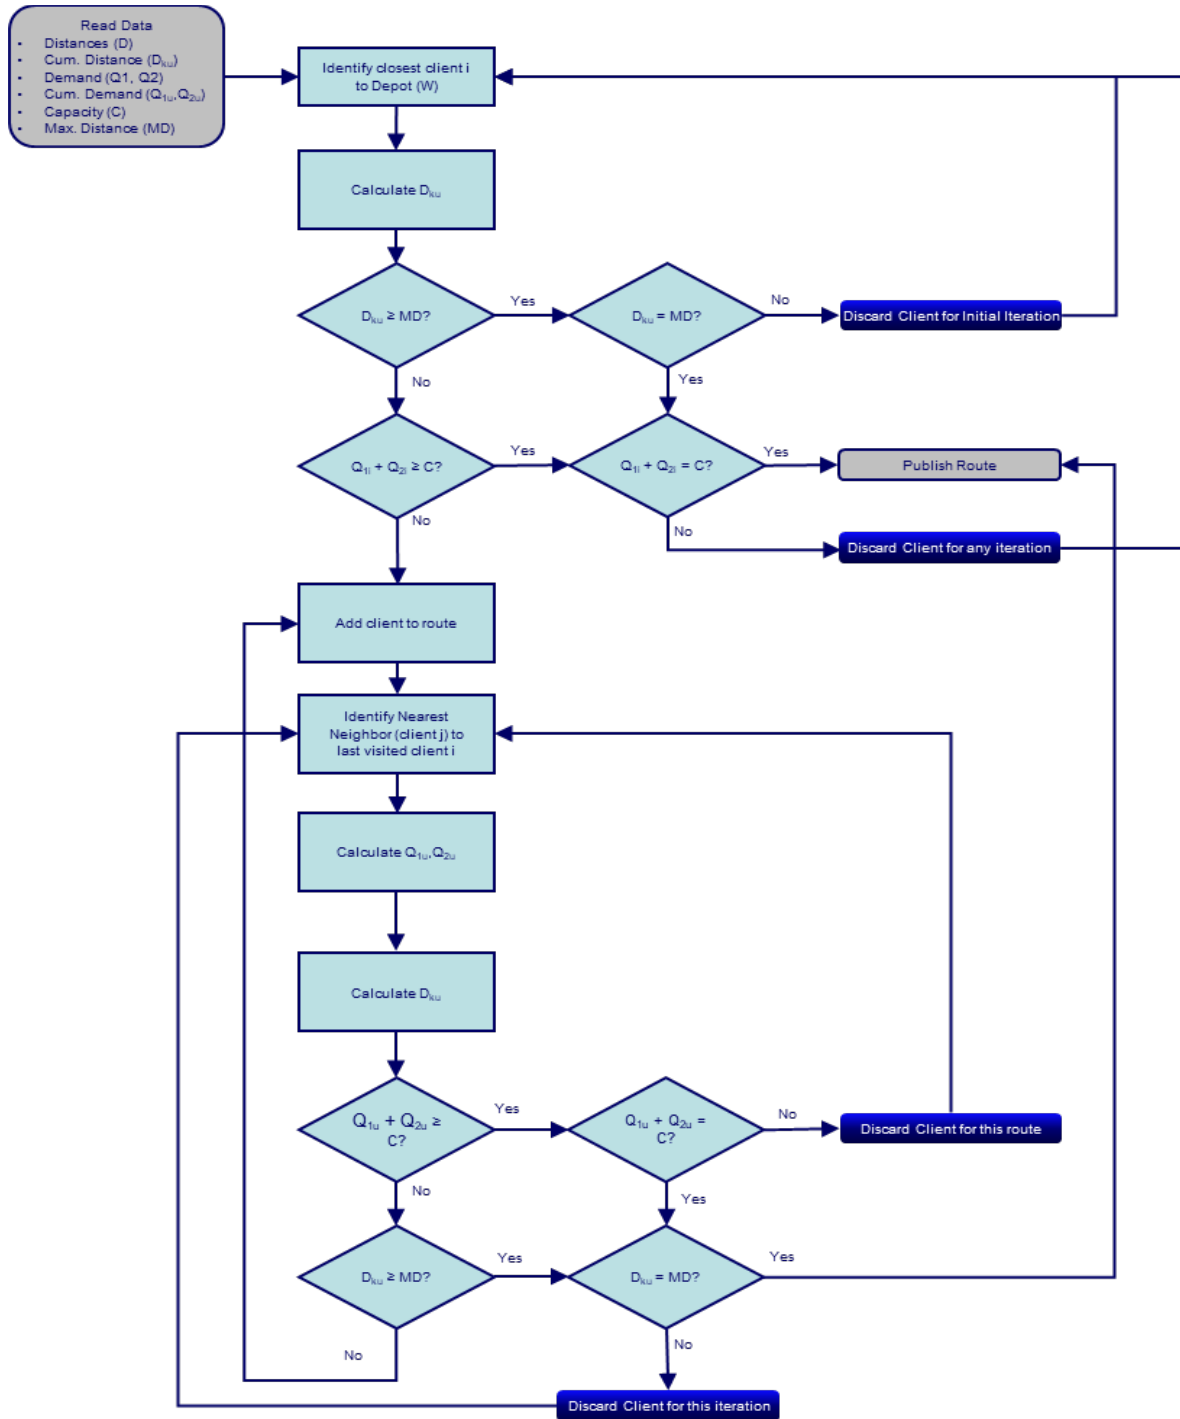 Read Data
• Distances (D)
• Cum. Distance (Dku)
• Demand (Q1, Q2)
• Cum. Demand (Q1u,Q2u)
• Capacity (C)
• Max. Distance (MD)
Identify closest client i
to Depot (W)
Calculate Dku
Dku ≥ MD?
Yes
Dku = MD?
No
Discard Client for Initial Iteration
No
Yes
Q1i + Q2i ≥ C?
Yes
Q1i + Q2i = C?
Yes
Publish Route
No
No
Discard Client for any iteration
Add client to route
Identify Nearest
Neighbor (client j) to
last visited client i
Calculate Q1u,Q2u
Calculate Dku
Q1u + Q2u ≥
C?
Yes
Q1u + Q2u =
C?
No
Discard Client for this route
No
Yes
Dku ≥ MD?
Yes
Dku = MD?
Yes
No
No
Discard Client for this iteration